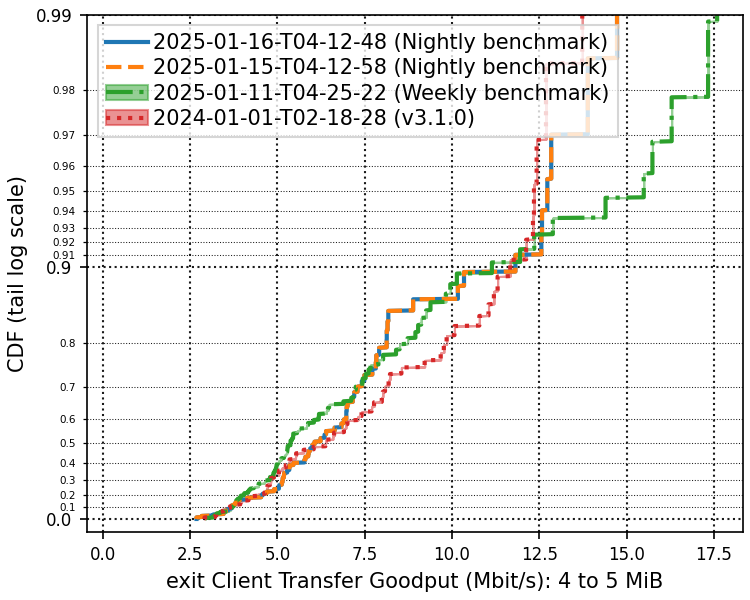 2025-01-16-T04-12-48 (Nightly benchmark)
2025-01-15-T04-12-58 (Nightly benchmark)
2025-01-11-T04-25-22 (Weekly benchmark)
2024-01-01-T02-18-28 (v3.1.0)
CDF (tail log scale)
0.99
0.98
0.97
0.96
0.95
0.94
0.93
0.92
0.91
0.9
0.8
0.7
0.6
0.5
0.4
0.3
0.2
0.1
0.0
0.0 2.5 5.0 7.5 10.0 12.5 15.0 17.5
exit Client Transfer Goodput (Mbit/s): 4 to 5 MiB